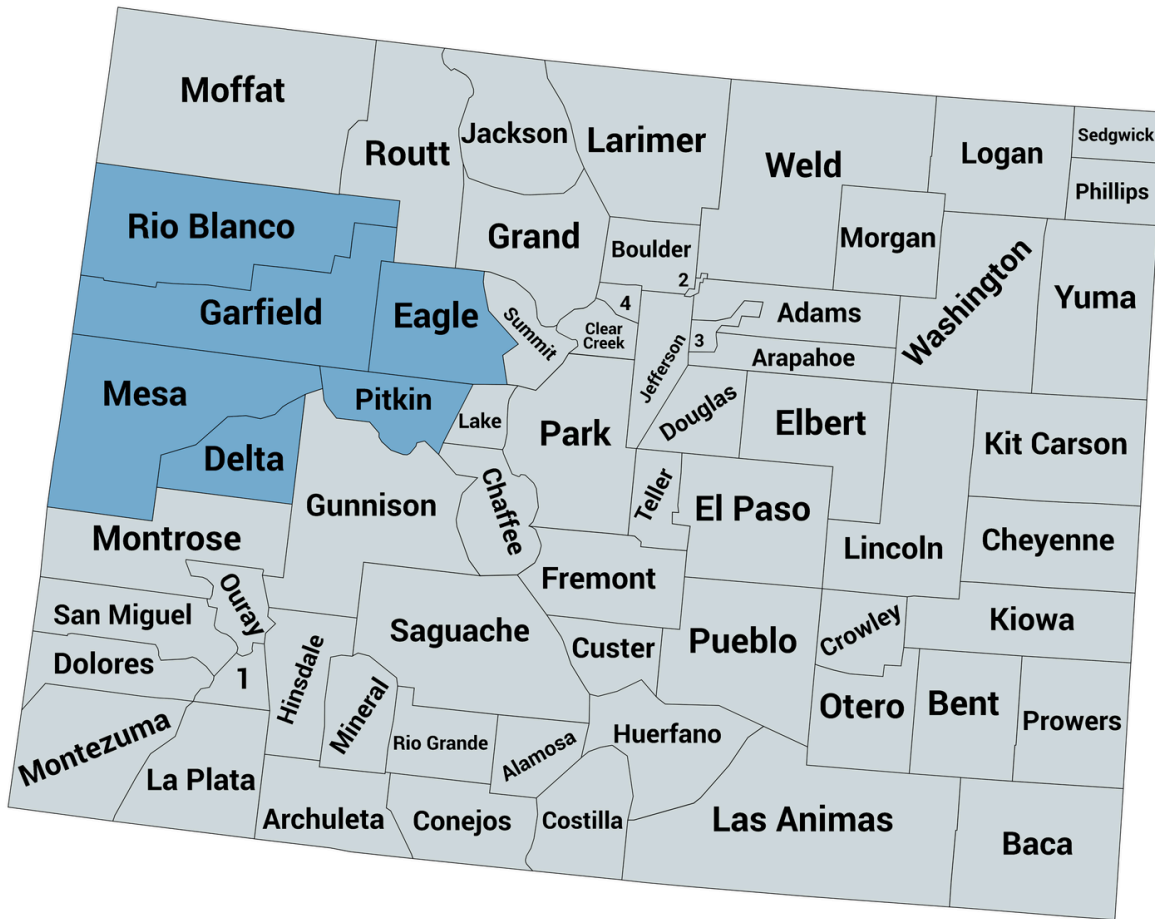 Moffat
Routt
Jackson
Larimer
Weld
Logan
Sedgwick
Phillips
Rio Blanco
Grand
Boulder
2
Morgan
Washington
Yuma
Garfield
Eagle
Summit
4
Clear
Creek
Jefferson
3
Adams
Arapahoe
Mesa
Pitkin
Lake
Park
Douglas
Elbert
Kit Carson
Delta
Gunnison
Chaffee
Teller
El Paso
Lincoln
Cheyenne
Montrose
Ouray
Fremont
San Miguel
Saguache
Custer
Pueblo
Crowley
Kiowa
Dolores
1
Hinsdale
Mineral
Otero
Bent
Prowers
Montezuma
La Plata
Rio Grande
Alamosa
Huerfano
Archuleta
Conejos
Costilla
Las Animas
Baca